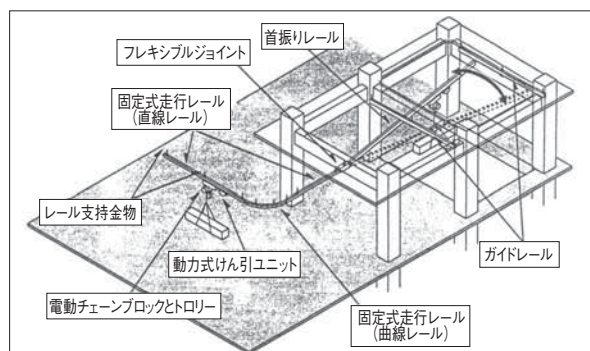 首振りレール
フレキシブルジョイント
固定式走行レール
(直線レール)
レール支持金物
動力式けん引ユニット
ガイドレール
電動チェーンブロックとトロリー
固定式走行レール
(曲線レール)